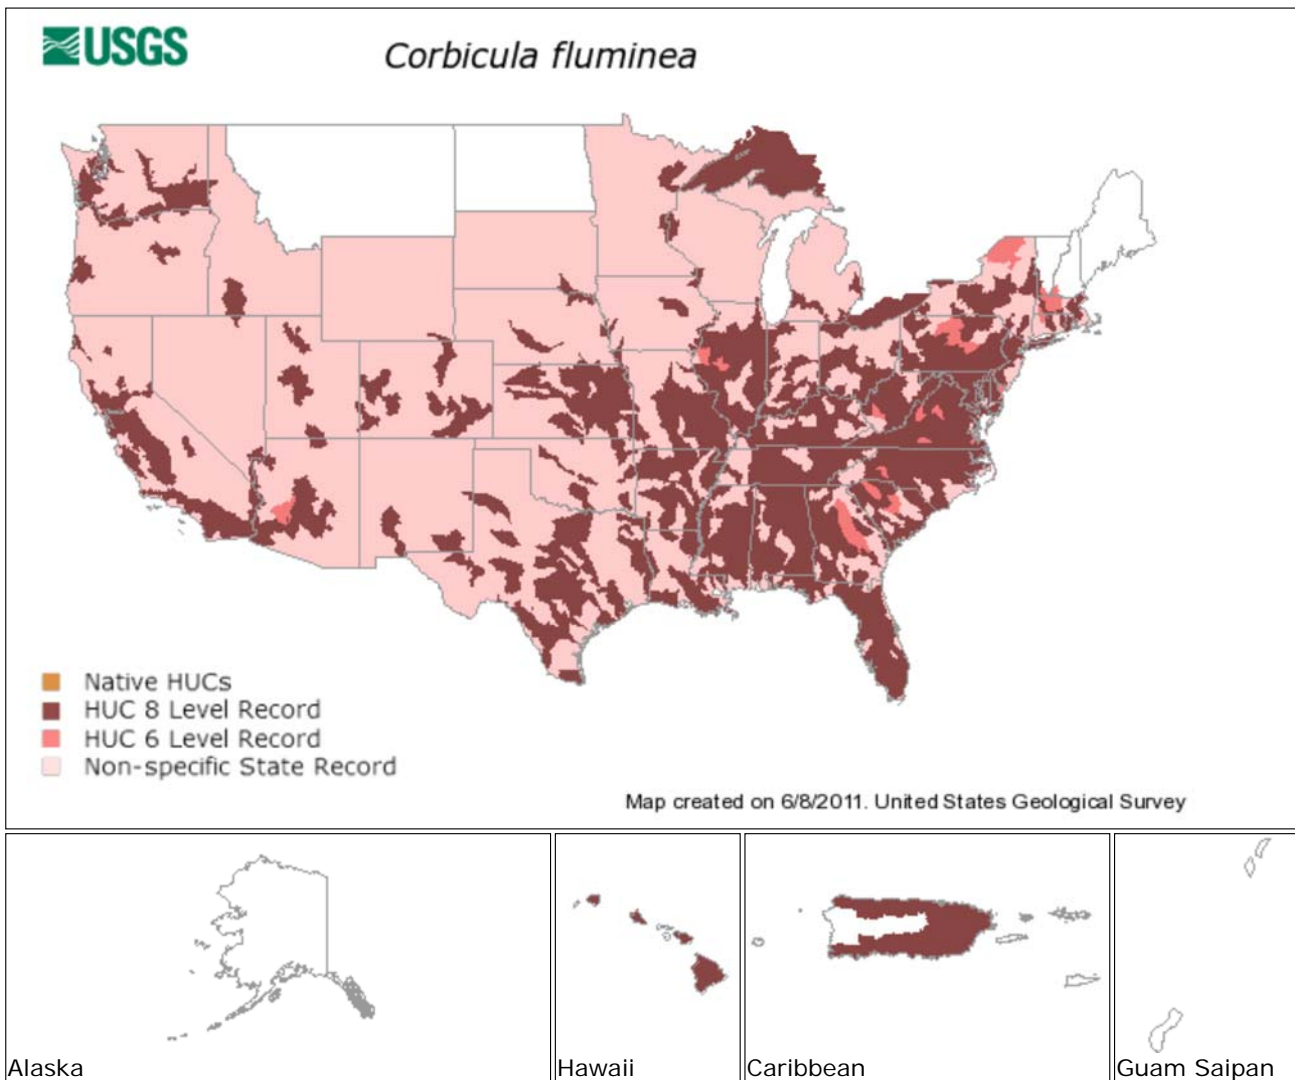 USGS
Corbicula fluminea
Native HUCs
HUC 8 Level Record
HUC 6 Level Record
Non-specific State Record
Map created on 6/8/2011. United States Geological Survey
Alaska
Hawaii
Caribbean
Guam Saipan